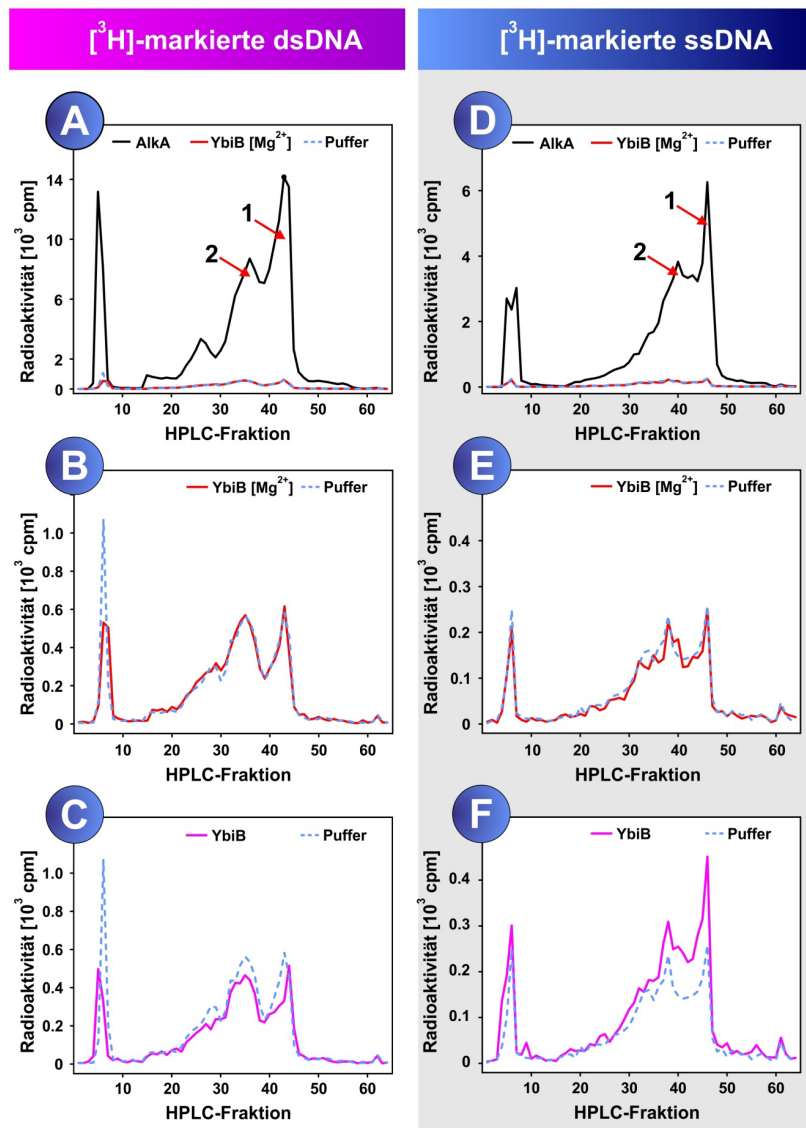 [³H]-markierte dsDNA
[³H]-markierte ssDNA
A
AlkA YbiB [Mg²⁺] Puffer
Radioaktivität [10³ cpm]
14
10
6
2
0
1
2
10 20 30 40 50 60
HPLC-Fraktion
D
AlkA YbiB [Mg²⁺] Puffer
Radioaktivität [10³ cpm]
6
4
2
0
1
2
10 20 30 40 50 60
HPLC-Fraktion
B
YbiB [Mg²⁺] Puffer
Radioaktivität [10³ cpm]
1.0
0.8
0.6
0.4
0.2
0
10 20 30 40 50 60
HPLC-Fraktion
E
YbiB [Mg²⁺] Puffer
Radioaktivität [10³ cpm]
0.4
0.3
0.2
0.1
0
10 20 30 40 50 60
HPLC-Fraktion
C
YbiB Puffer
Radioaktivität [10³ cpm]
1.0
0.8
0.6
0.4
0.2
0
10 20 30 40 50 60
HPLC-Fraktion
F
YbiB Puffer
Radioaktivität [10³ cpm]
0.4
0.3
0.2
0.1
0
10 20 30 40 50 60
HPLC-Fraktion